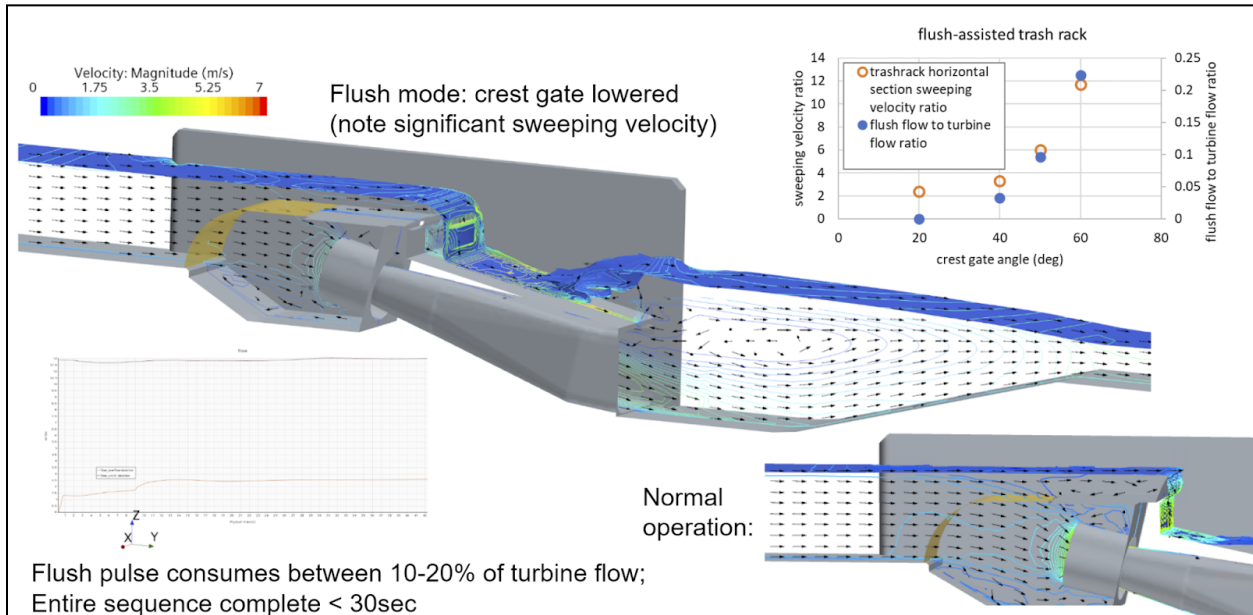 Velocity: Magnitude (m/s)
0 1.75 3.5 5.25 7
Flush mode: crest gate lowered
(note significant sweeping velocity)
flush-assisted trash rack
sweeping velocity ratio
14
12
10
8
6
4
2
0
trashrack horizontal
section sweeping
velocity ratio
flush flow to turbine
flow ratio
0.25
0.2
0.15
0.1
0.05
0
flush flow to turbine flow ratio
0 20 40 60 80
crest gate angle (deg)
Z
X Y
Normal
operation:
Flush pulse consumes between 10-20% of turbine flow;
Entire sequence complete < 30sec